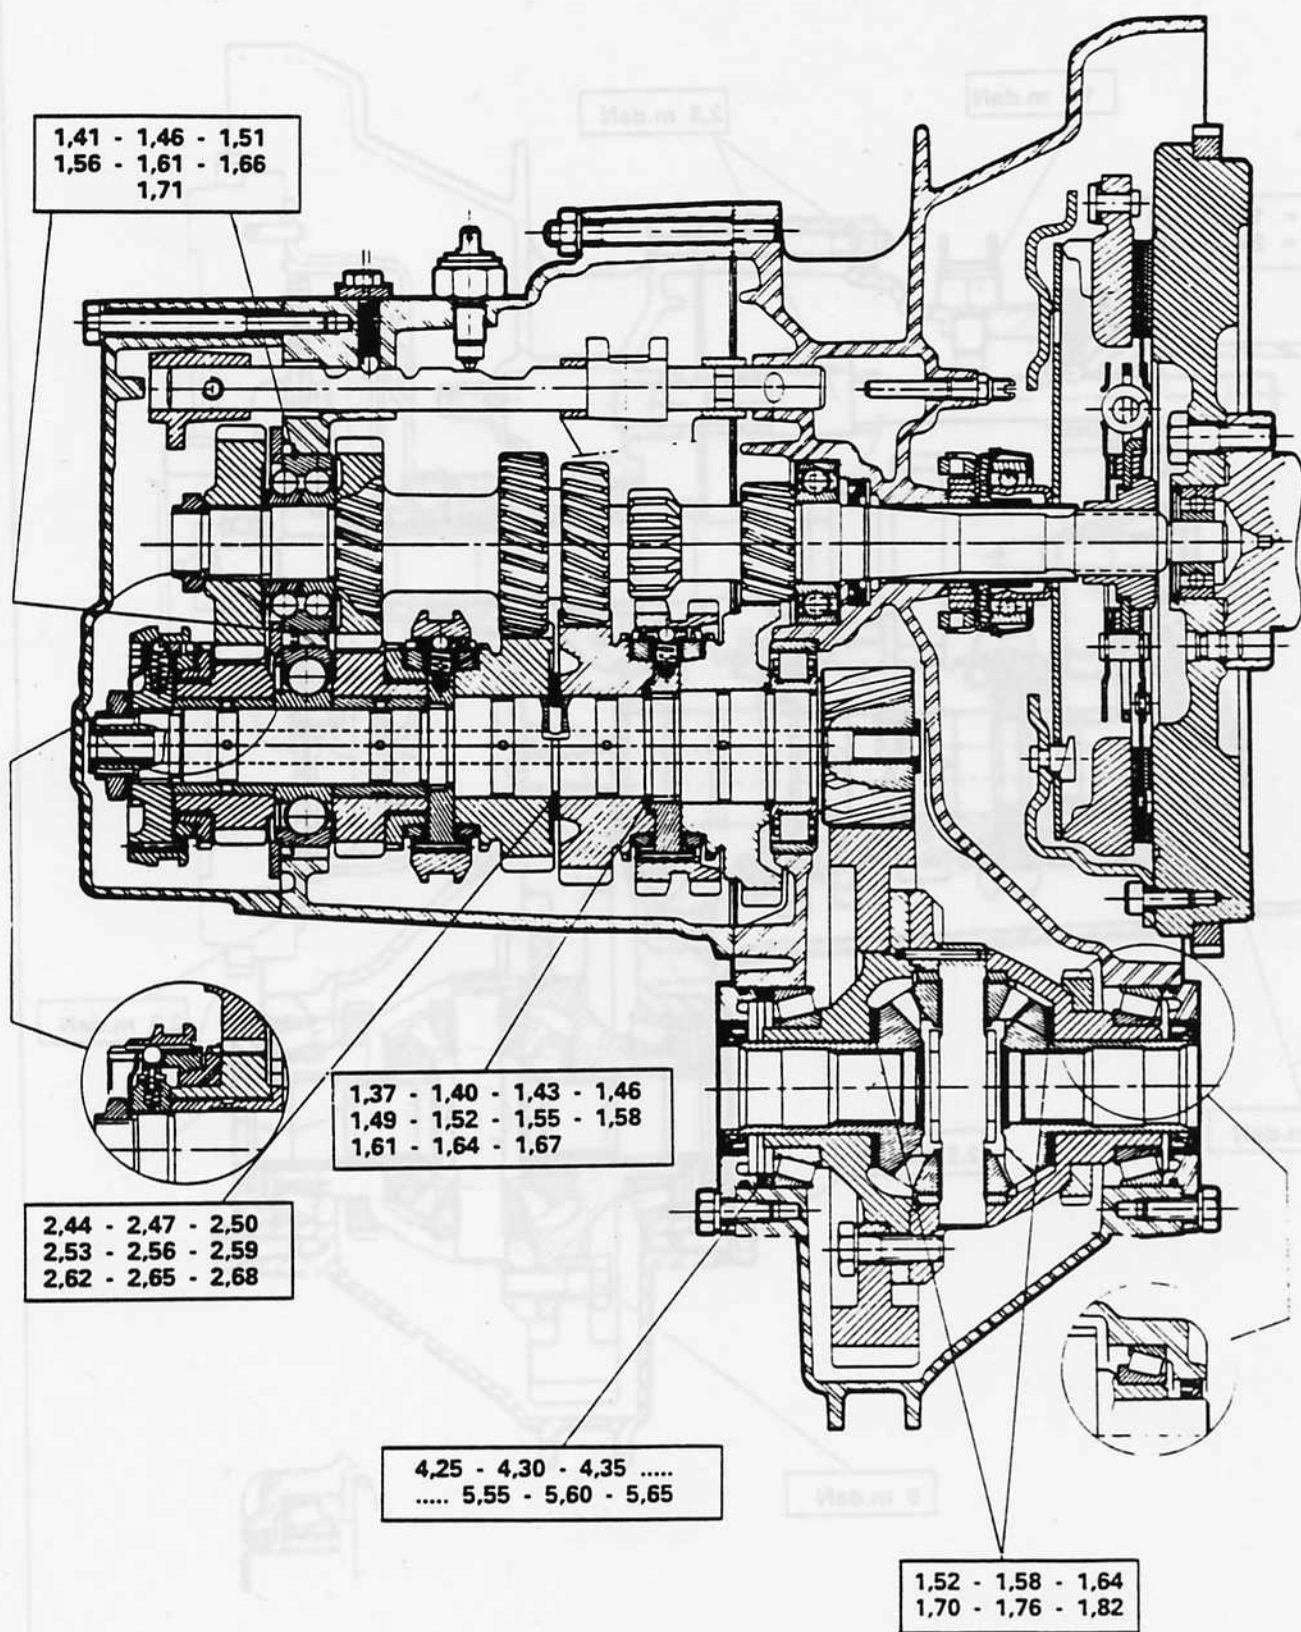 1,41 - 1,46 - 1,51
1,56 - 1,61 - 1,66
1,71
1,37 - 1,40 - 1,43 - 1,46
1,49 - 1,52 - 1,55 - 1,58
1,61 - 1,64 - 1,67
2,44 - 2,47 - 2,50
2,53 - 2,56 - 2,59
2,62 - 2,65 - 2,68
4,25 - 4,30 - 4,35 .....
..... 5,55 - 5,60 - 5,65
1,52 - 1,58 - 1,64
1,70 - 1,76 - 1,82